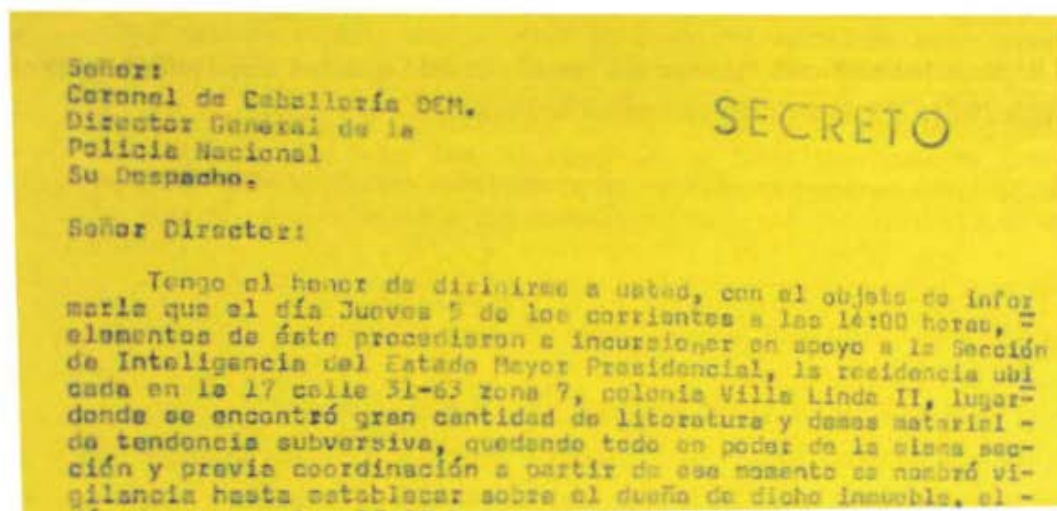 Señor:
Coronel de Caballería DEM.
SECRETO
Director General de la
Policia Nacional
Su Despacho.
Señor Director:
Tengo el honor de dirinirme a usted, con el objeto de infor
marle que el día Jueves 5 de los corrientes a las 14:00 horas, =
elementos de éste procedieron a incursionar en apoyo a la Sección
de Inteligencia del Estado Mayor Presidencial, la residencia ubi
cada en la 17 calle 31-63 zona 7, colonia Villa Linda II, lugar=
donde se encontró gran cantidad de literatura y demas material -
de tendencia subversiva, quedando todo en poder de la misma sec-
ción y previa coordinación a partir de ese momento se nombró vi-
gilancia hasta establecer sobre el dueño de dicho inmueble, el -